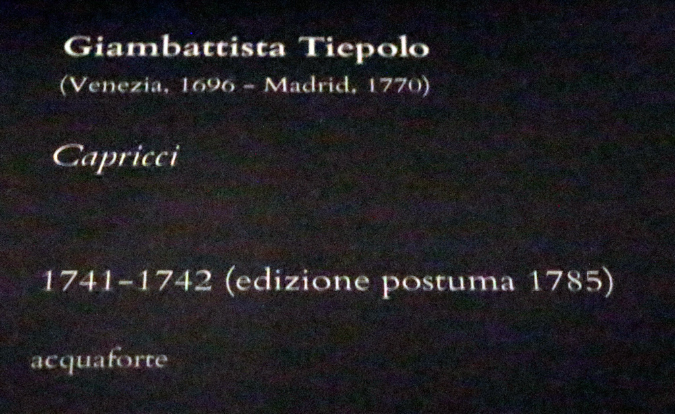 Giambattista Tiepolo
(Venezia, 1696 – Madrid, 1770)
Capricci
1741–1742 (edizione postuma 1785)
acquaforte